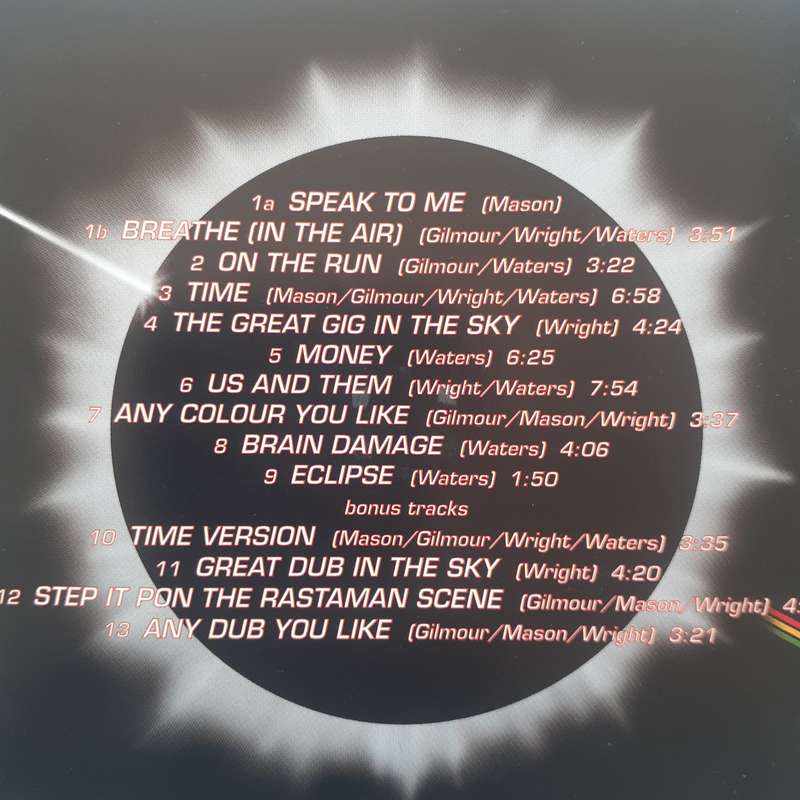 1a SPEAK TO ME (Mason)
1b BREATHE (IN THE AIR) (Gilmour/Wright/Waters) 3:51
2 ON THE RUN (Gilmour/Waters) 3:22
3 TIME (Mason/Gilmour/Wright/Waters) 6:58
4 THE GREAT GIG IN THE SKY (Wright) 4:24
5 MONEY (Waters) 6:25
6 US AND THEM (Wright/Waters) 7:54
7 ANY COLOUR YOU LIKE (Gilmour/Mason/Wright) 3:37
8 BRAIN DAMAGE (Waters) 4:06
9 ECLIPSE (Waters) 1:50
bonus tracks
10 TIME VERSION (Mason/Gilmour/Wright/Waters) 3:35
11 GREAT DUB IN THE SKY (Wright) 4:20
12 STEP IT PON THE RASTAMAN SCENE (Gilmour/Mason/Wright)
13 ANY DUB YOU LIKE (Gilmour/Mason/Wright) 3:21